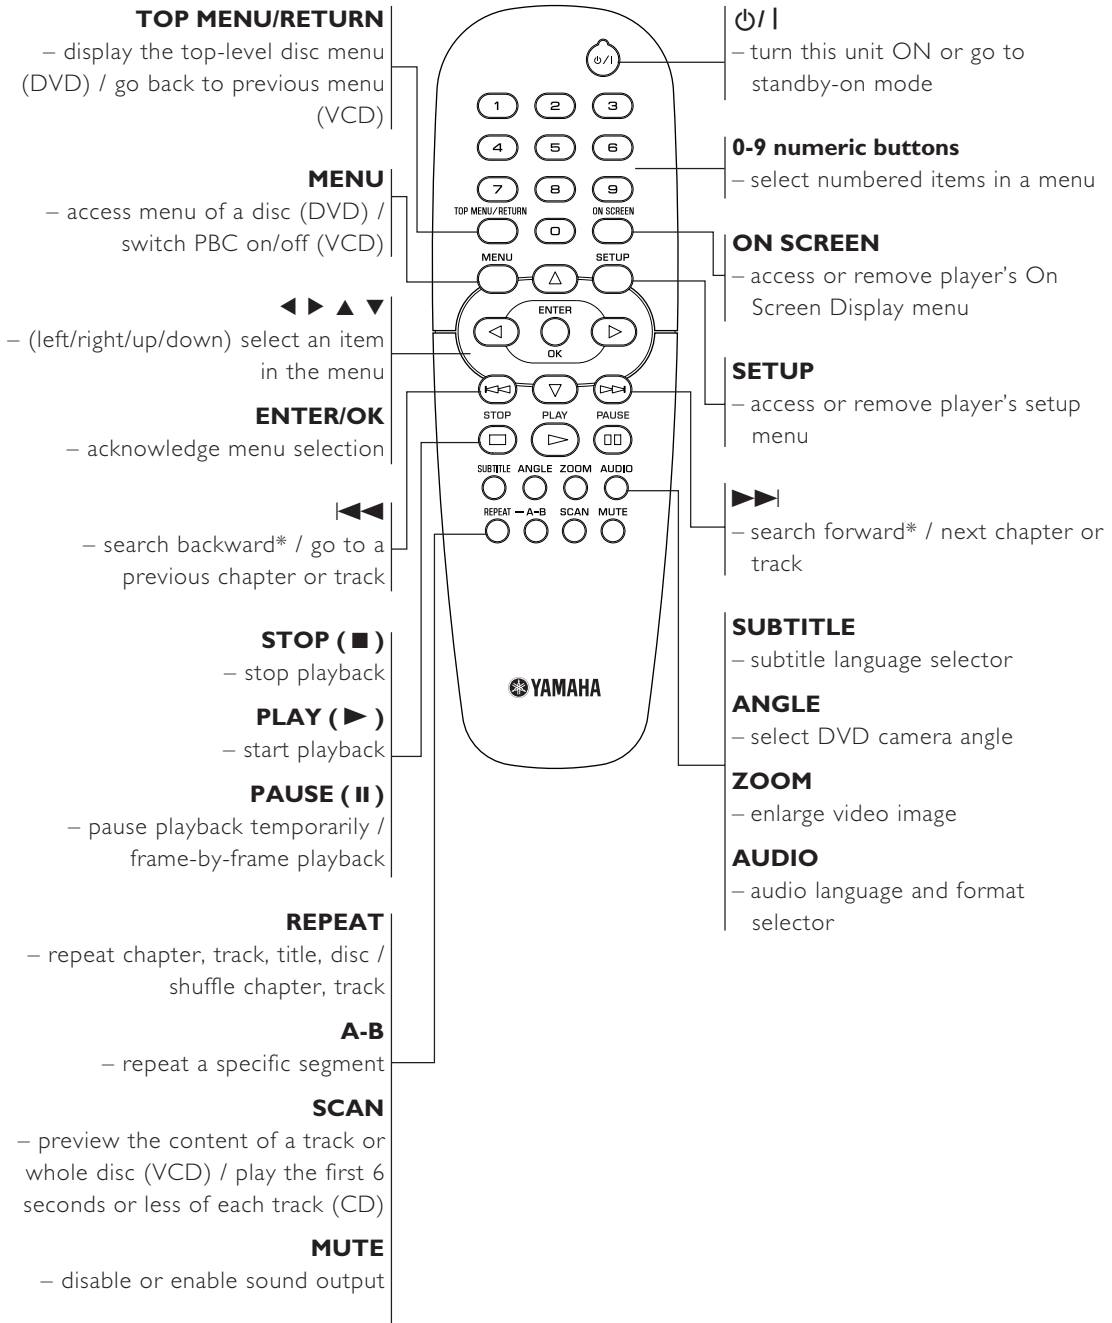 TOP MENU/RETURN
– display the top-level disc menu
(DVD) / go back to previous menu
(VCD)
MENU
– access menu of a disc (DVD) /
switch PBC on/off (VCD)
◀ ▶ ▲ ▼
– (left/right/up/down) select an item
in the menu
ENTER/OK
– acknowledge menu selection
|◀◀
– search backward* / go to a
previous chapter or track
STOP ( ■ )
– stop playback
PLAY ( ▶ )
– start playback
PAUSE ( II )
– pause playback temporarily /
frame-by-frame playback
REPEAT
– repeat chapter, track, title, disc /
shuffle chapter, track
A-B
– repeat a specific segment
SCAN
– preview the content of a track or
whole disc (VCD) / play the first 6
seconds or less of each track (CD)
MUTE
– disable or enable sound output
⏻/I
1 2 3
4 5 6
7 8 9
TOP MENU/RETURN ON SCREEN
0
MENU SETUP
ENTER
OK
STOP PLAY PAUSE
SUBTITLE ANGLE ZOOM AUDIO
REPEAT – A-B SCAN MUTE
YAMAHA
⏻/I
– turn this unit ON or go to
standby-on mode
0-9 numeric buttons
– select numbered items in a menu
ON SCREEN
– access or remove player's On
Screen Display menu
SETUP
– access or remove player's setup
menu
▶▶|
– search forward* / next chapter or
track
SUBTITLE
– subtitle language selector
ANGLE
– select DVD camera angle
ZOOM
– enlarge video image
AUDIO
– audio language and format
selector